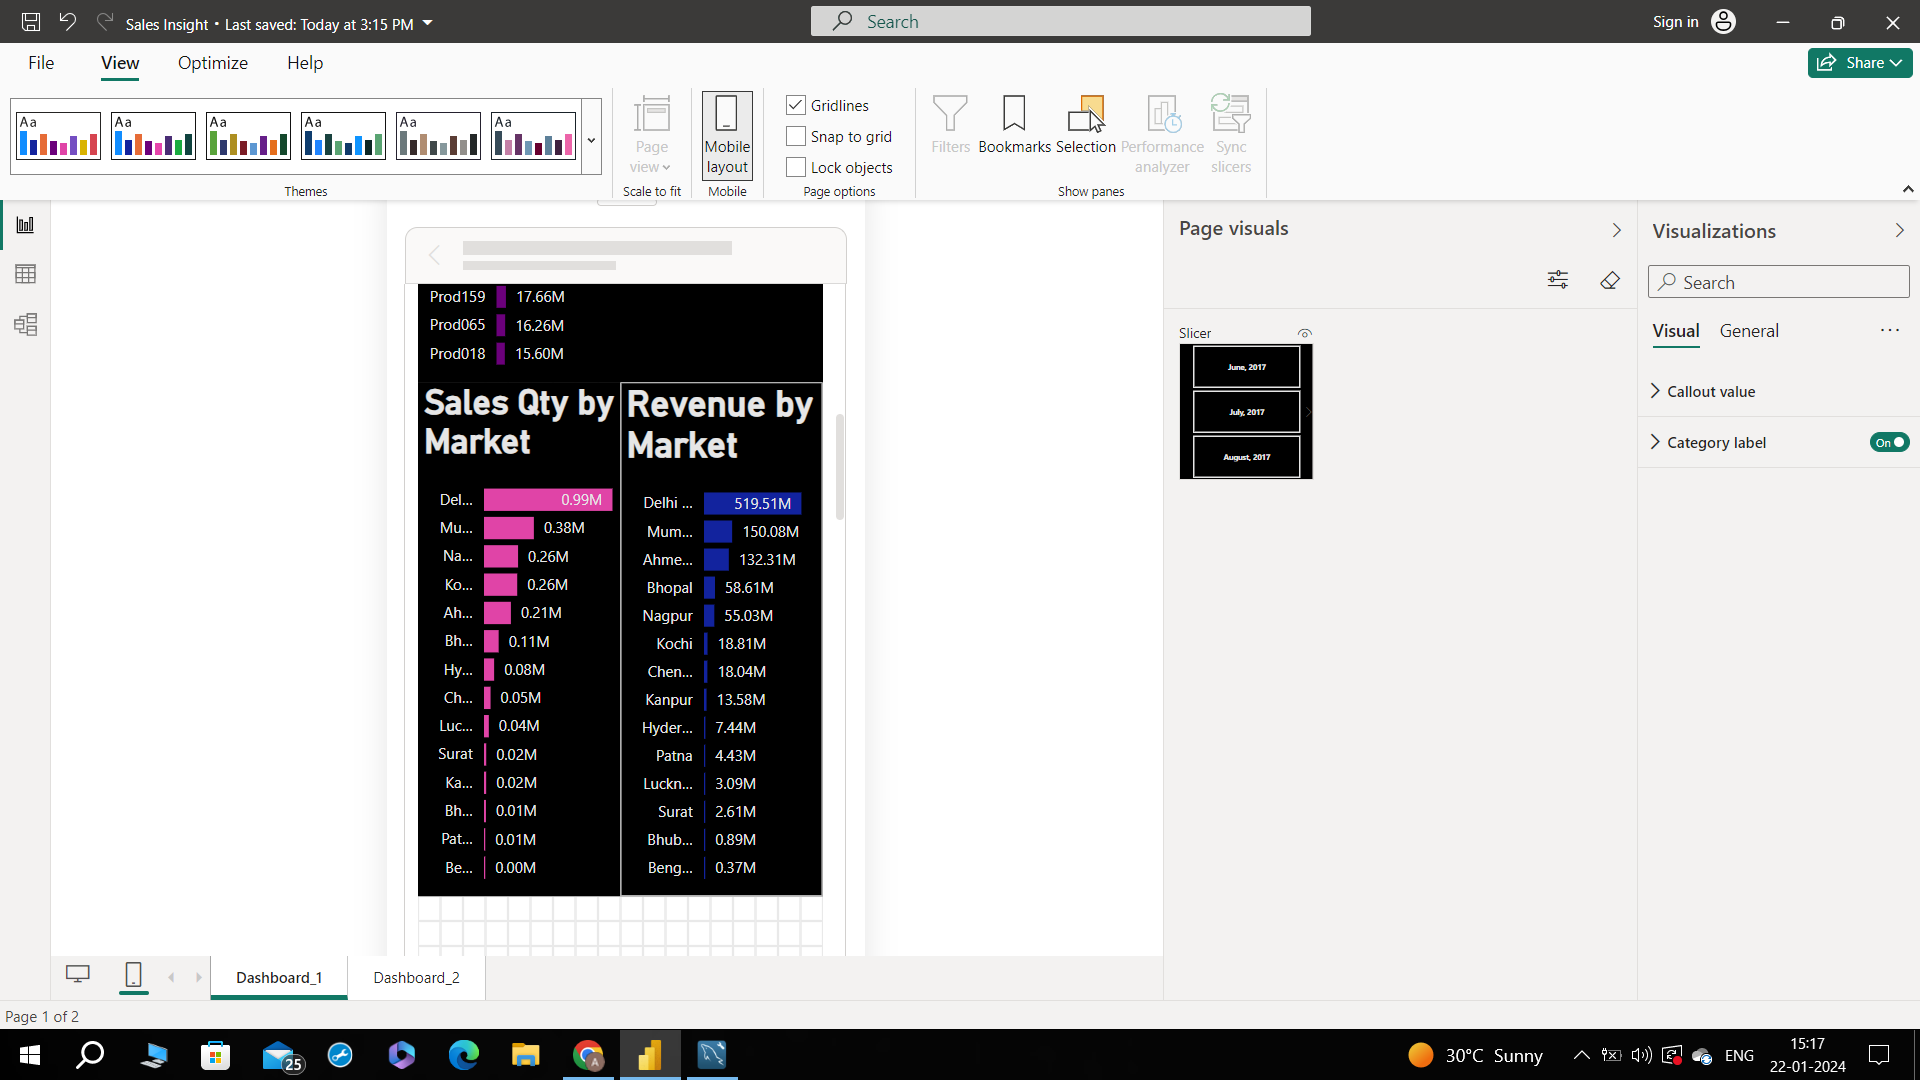 Sales Insight • Last saved: Today at 3:15 PM
Search
Sign in
File
View
Optimize
Help
Share
Aa
Aa
Aa
Aa
Aa
Aa
Page view
Mobile layout
Gridlines
Snap to grid
Lock objects
Filters
Bookmarks
Selection
Performance analyzer
Sync slicers
Themes
Scale to fit
Mobile
Page options
Show panes
Prod159 17.66M
Prod065 16.26M
Prod018 15.60M
Sales Qty by
Market
Del... 0.99M
Mu... 0.38M
Na... 0.26M
Ko... 0.26M
Ah... 0.21M
Bh... 0.11M
Hy... 0.08M
Ch... 0.05M
Luc... 0.04M
Surat 0.02M
Ka... 0.02M
Bh... 0.01M
Pat... 0.01M
Be... 0.00M
Revenue by
Market
Delhi ... 519.51M
Mum... 150.08M
Ahme... 132.31M
Bhopal 58.61M
Nagpur 55.03M
Kochi 18.81M
Chen... 18.04M
Kanpur 13.58M
Hyder... 7.44M
Patna 4.43M
Luckn... 3.09M
Surat 2.61M
Bhub... 0.89M
Beng... 0.37M
Page visuals
Slicer
June, 2017
July, 2017
August, 2017
Visualizations
Search
Visual
General
...
Callout value
Category label
On
Dashboard_1
Dashboard_2
Page 1 of 2
25
A
30°C Sunny
ENG
15:17
22-01-2024